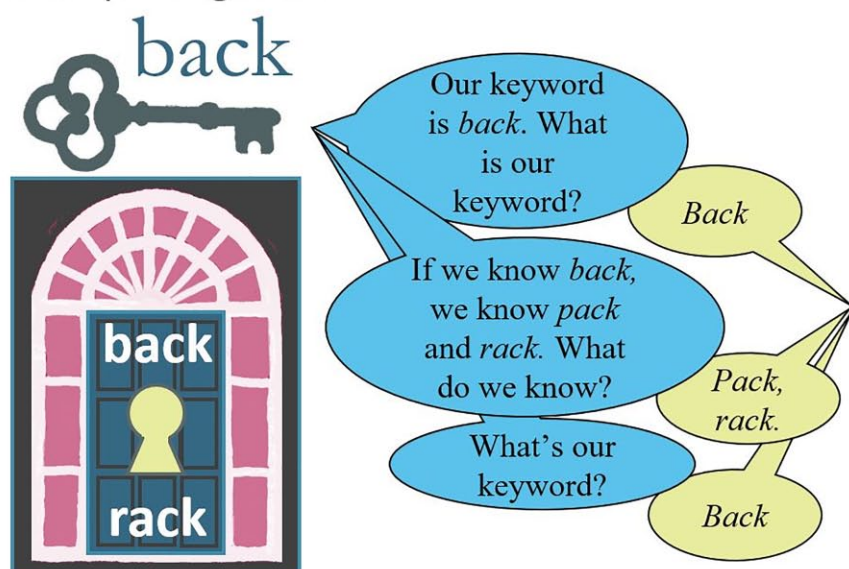 back
Our keyword
is back. What
is our
keyword?
Back
If we know back,
we know pack
and rack. What
do we know?
Pack,
rack.
What's our
keyword?
Back
back
rack